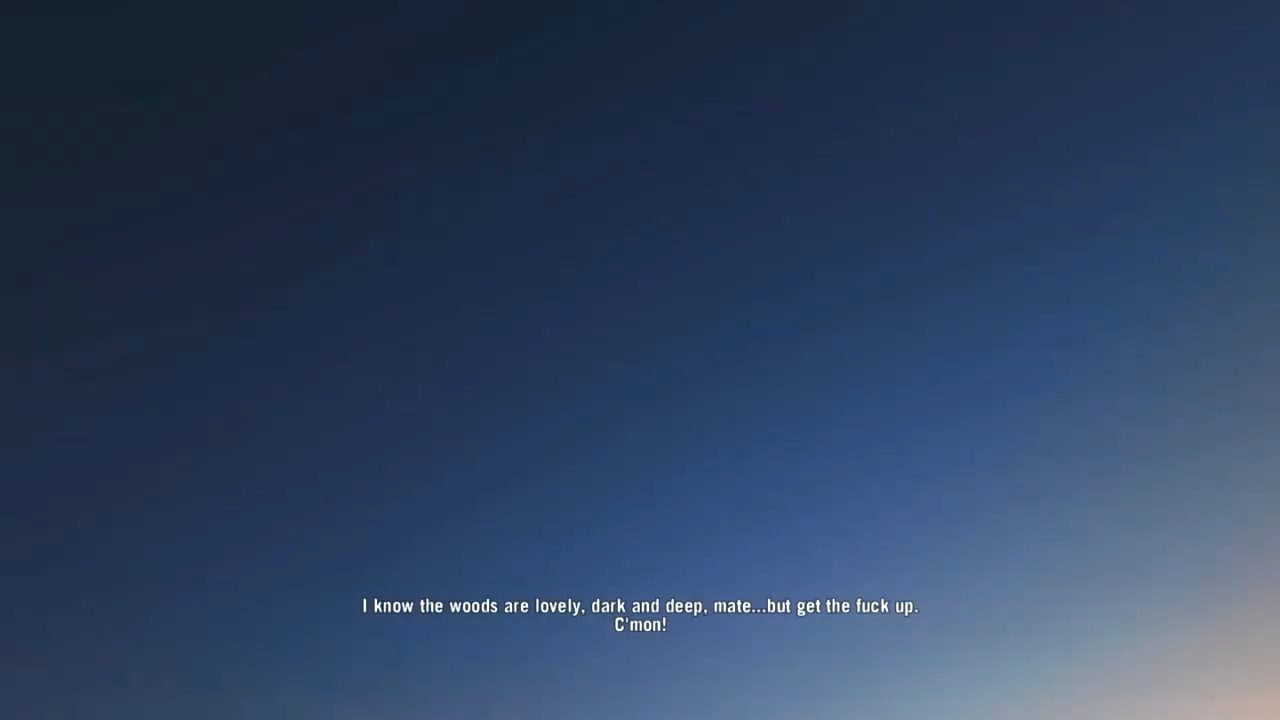 I know the woods are lovely, dark and deep, mate...but get the fuck up.
C'mon!